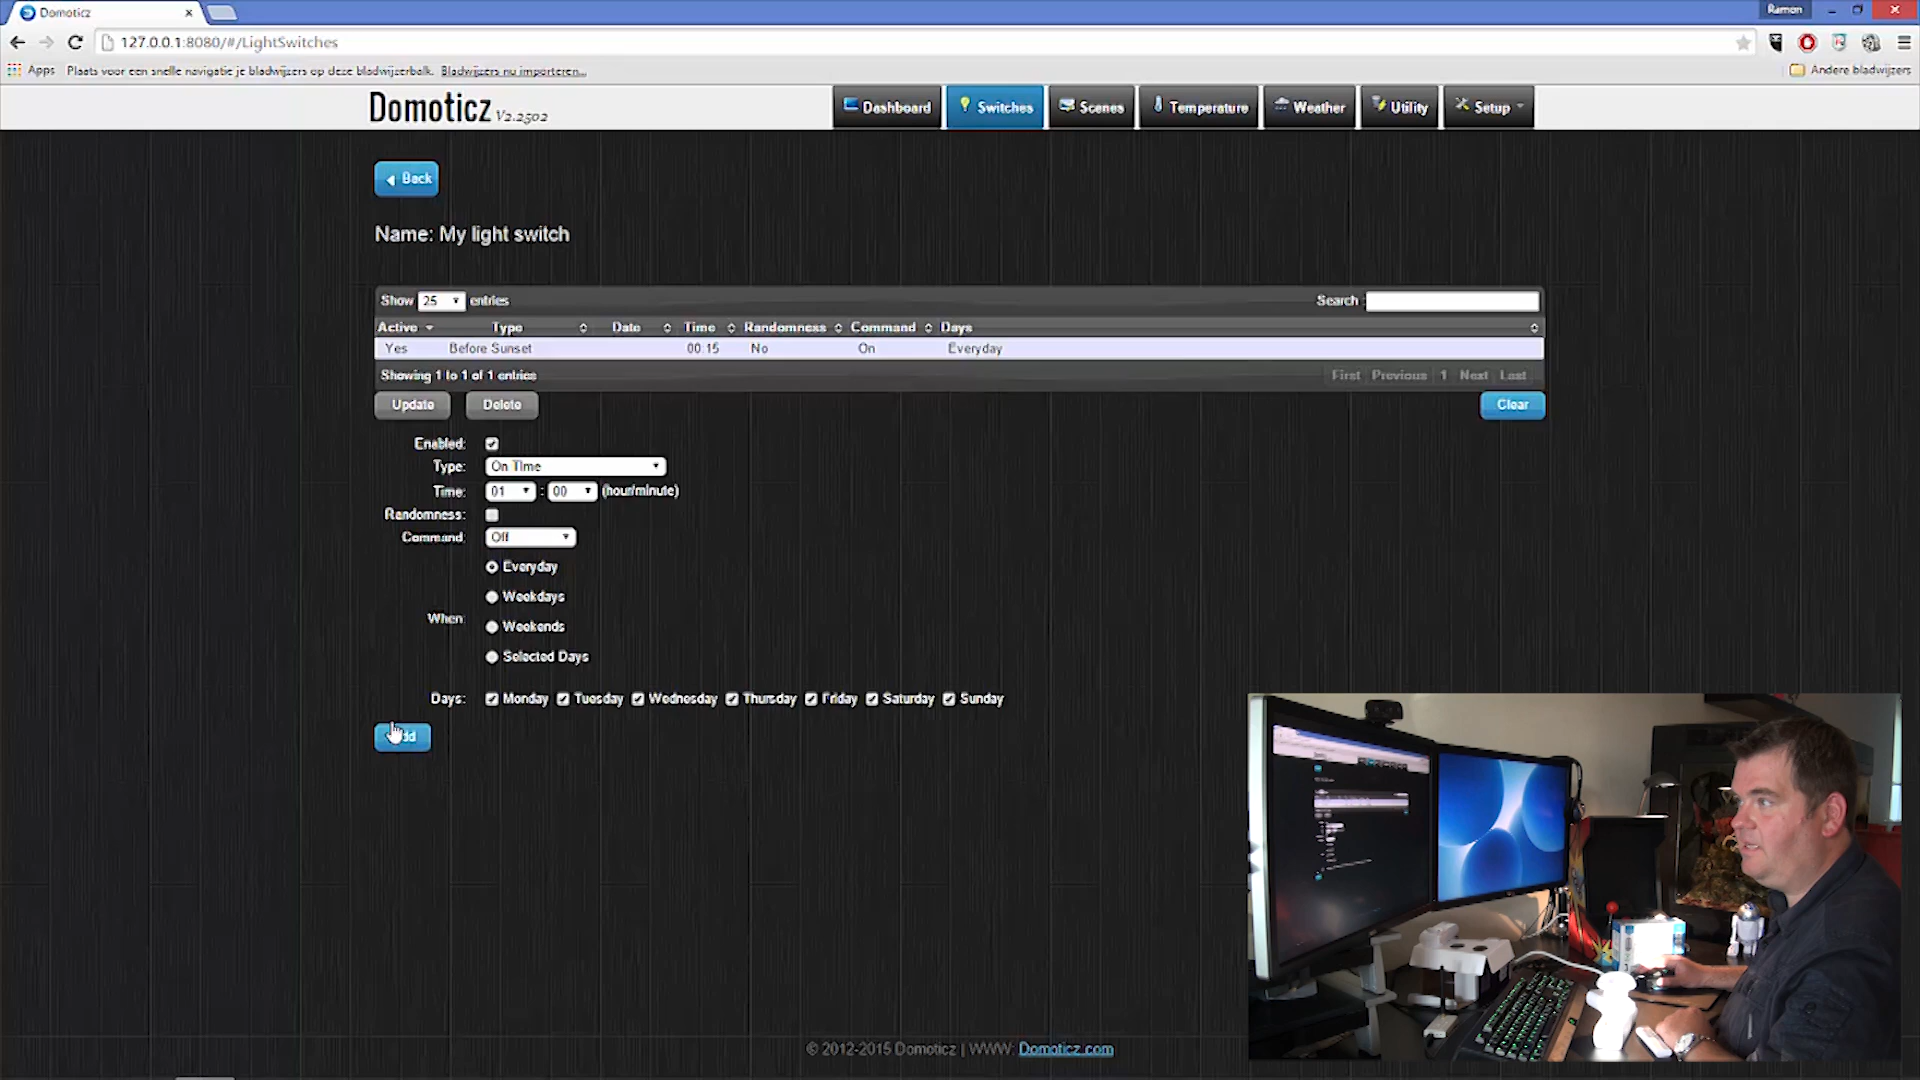 Domoticz
Ramon
127.0.0.1:8080/#/LightSwitches
Apps Plaats voor een snelle navigatie je bladwijzers op deze bladwijzerbalk. Bladwijzers nu importeren... Andere bladwijzers
Domoticz V2.2502
Dashboard Switches Scenes Temperature Weather Utility Setup
Back
Name: My light switch
Show 25 entries Search
Active Type Date Time Randomness Command Days
Yes Before Sunset 00:15 No On Everyday
Showing 1 to 1 of 1 entries First Previous 1 Next Last
Update Delete Clear
Enabled:
Type: On Time
Time: 01 : 00 (hour/minute)
Randomness:
Command Off
Everyday
Weekdays
When
Weekends
Selected Days
Days: Monday Tuesday Wednesday Thursday Friday Saturday Sunday
© 2012-2015 Domoticz | WWW: Domoticz.com